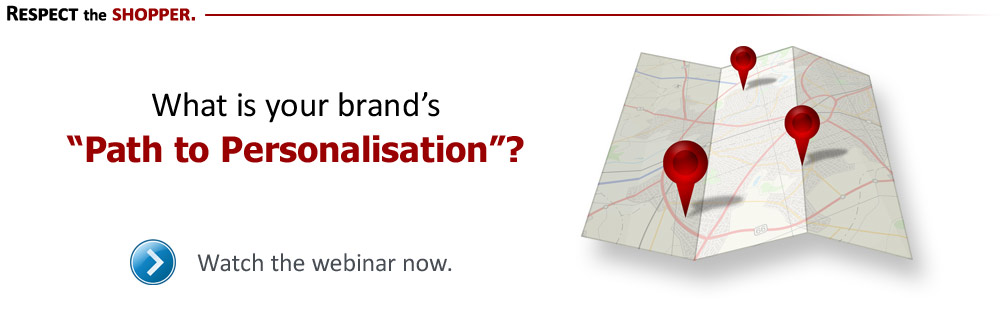 RESPECT the SHOPPER.
What is your brand’s
“Path to Personalisation”?
Watch the webinar now.